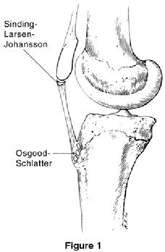 Sinding-
Larsen-
Johansson
Osgood-
Schlatter
Figure 1